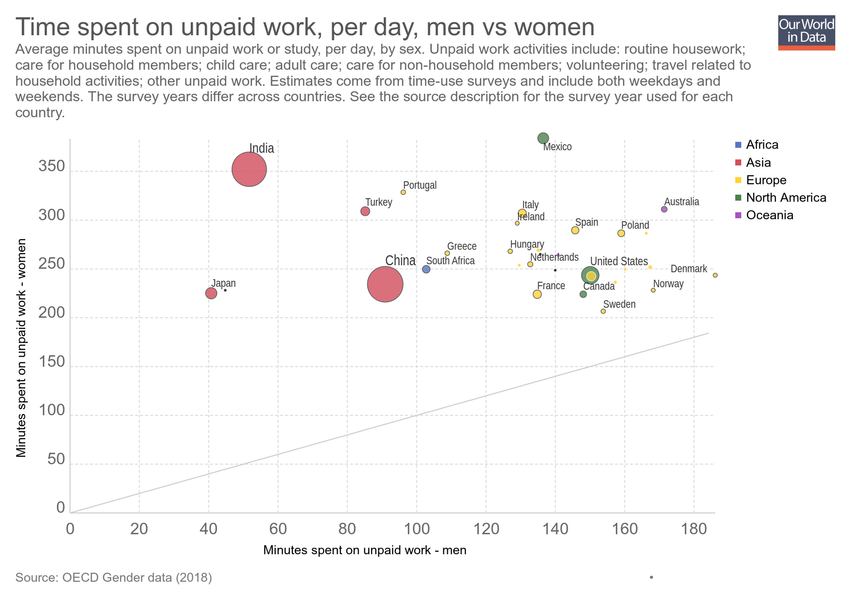 Time spent on unpaid work, per day, men vs women
Our World
in Data
Average minutes spent on unpaid work or study, per day, by sex. Unpaid work activities include: routine housework;
care for household members; child care; adult care; care for non-household members; volunteering; travel related to
household activities; other unpaid work. Estimates come from time-use surveys and include both weekdays and
weekends. The survey years differ across countries. See the source description for the survey year used for each
country.
Africa
Asia
Europe
North America
Oceania
Minutes spent on unpaid work - women
350
300
250
200
150
100
50
0
India
Mexico
Portugal
Turkey
Italy
Australia
Ireland
Spain
Poland
Hungary
Greece
Netherlands
China
South Africa
United States
Denmark
Japan
France
Canada
Norway
Sweden
0 20 40 60 80 100 120 140 160 180
Minutes spent on unpaid work - men
Source: OECD Gender data (2018)